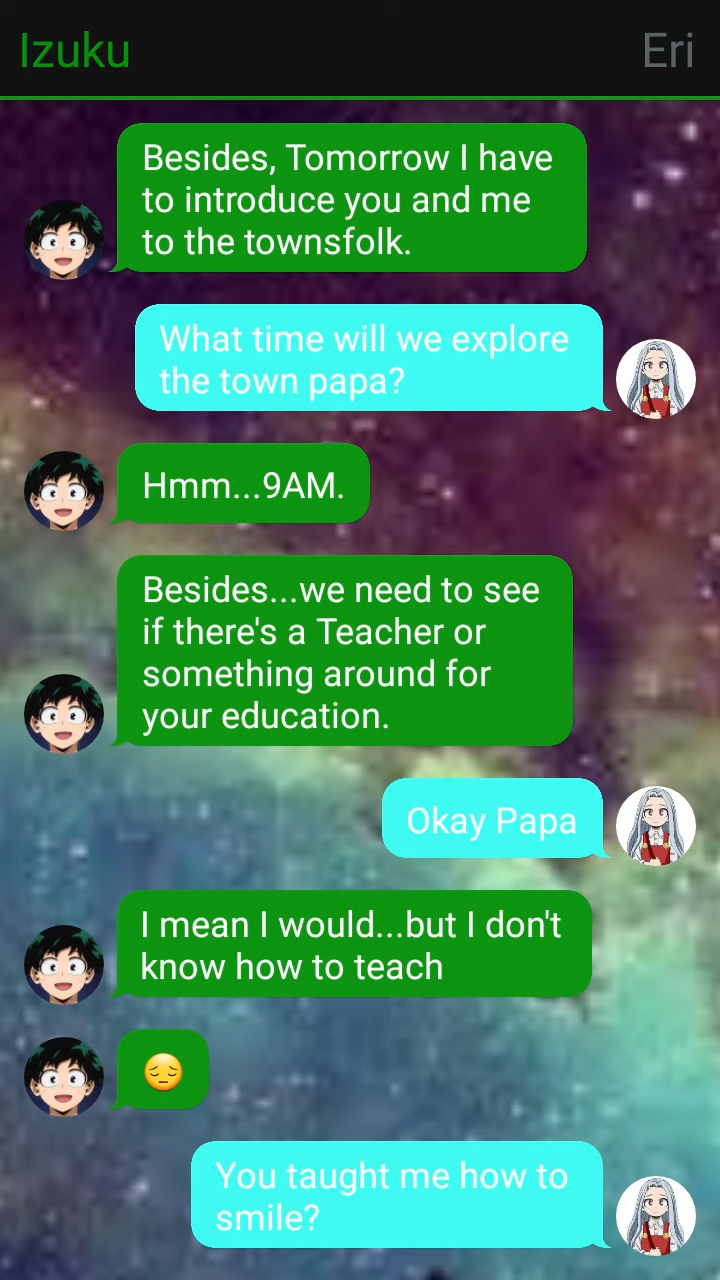 Izuku
Eri
Besides, Tomorrow I have
to introduce you and me
to the townsfolk.
What time will we explore
the town papa?
Hmm...9AM.
Besides...we need to see
if there's a Teacher or
something around for
your education.
Okay Papa
I mean I would...but I don't
know how to teach
😔
You taught me how to
smile?